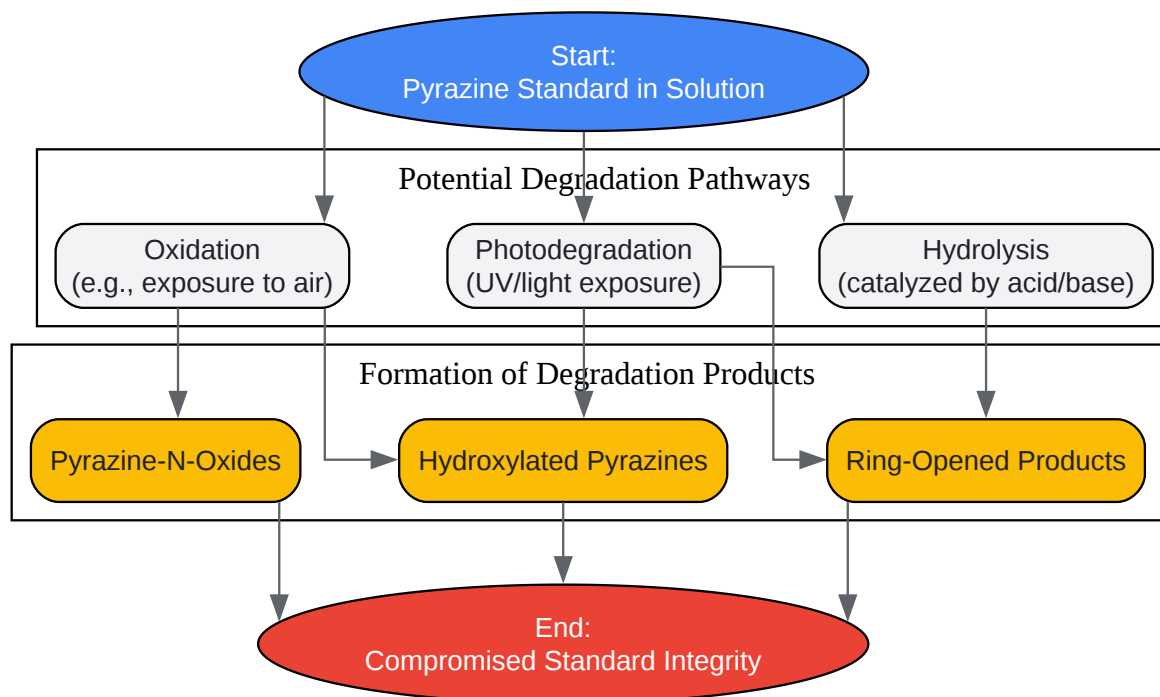 Start:
Pyrazine Standard in Solution
Potential Degradation Pathways
Oxidation
(e.g., exposure to air)
Photodegradation
(UV/light exposure)
Hydrolysis
(catalyzed by acid/base)
Formation of Degradation Products
Pyrazine-N-Oxides
Hydroxylated Pyrazines
Ring-Opened Products
End:
Compromised Standard Integrity